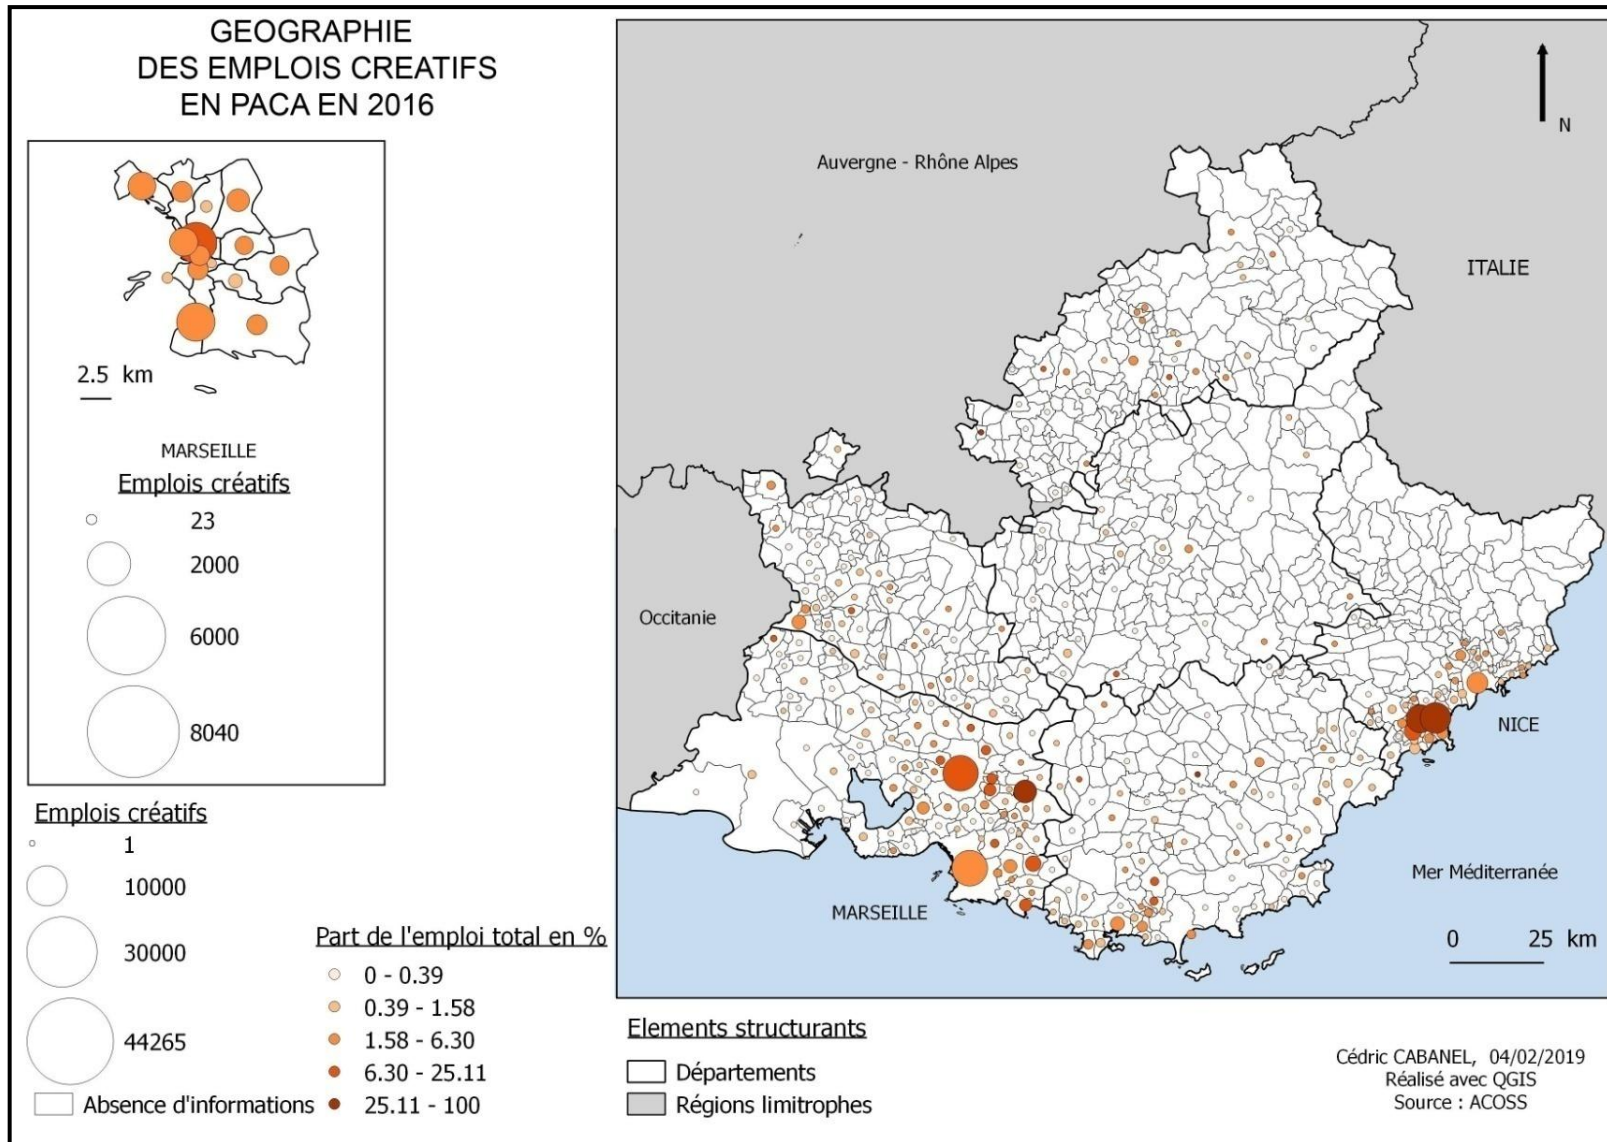 GEOGRAPHIE
DES EMPLOIS CREATIFS
EN PACA EN 2016
2.5 km
MARSEILLE
Emplois créatifs
23
2000
6000
8040
Emplois créatifs
1
10000
30000
44265
Absence d'informations
Part de l'emploi total en %
0 - 0.39
0.39 - 1.58
1.58 - 6.30
6.30 - 25.11
25.11 - 100
Auvergne - Rhône Alpes
N
ITALIE
Occitanie
NICE
Mer Méditerranée
MARSEILLE
0 25 km
Elements structurants
Départements
Régions limitrophes
Cédric CABANEL, 04/02/2019
Réalisé avec QGIS
Source : ACOSS